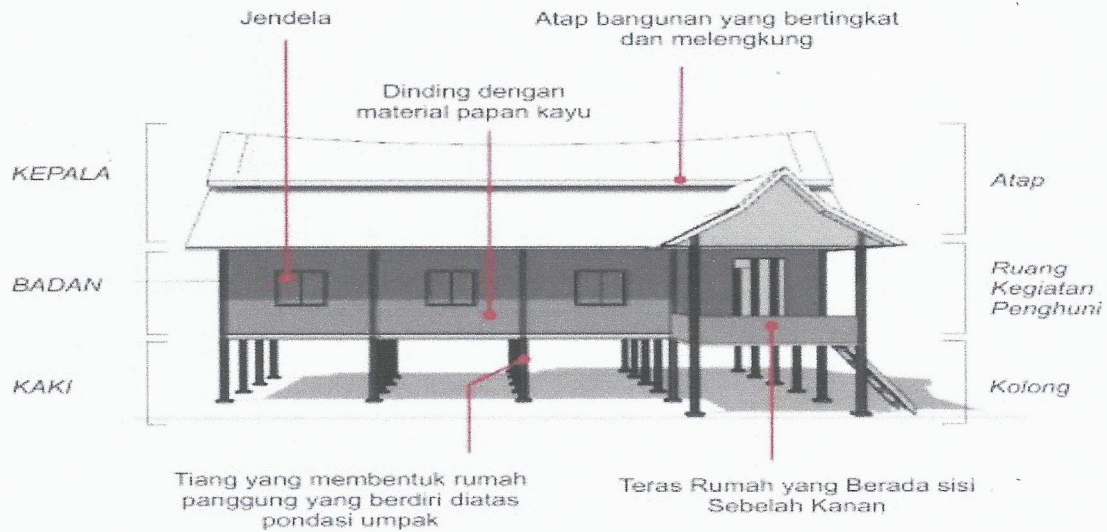 Jendela
Atap bangunan yang bertingkat
dan melengkung
Dinding dengan
material papan kayu
KEPALA
Atap
BADAN
Ruang
Kegiatan
Penghuni
KAKI
Kolong
Tiang yang membentuk rumah
panggung yang berdiri diatas
pondasi umpak
Teras Rumah yang Berada sisi
Sebelah Kanan